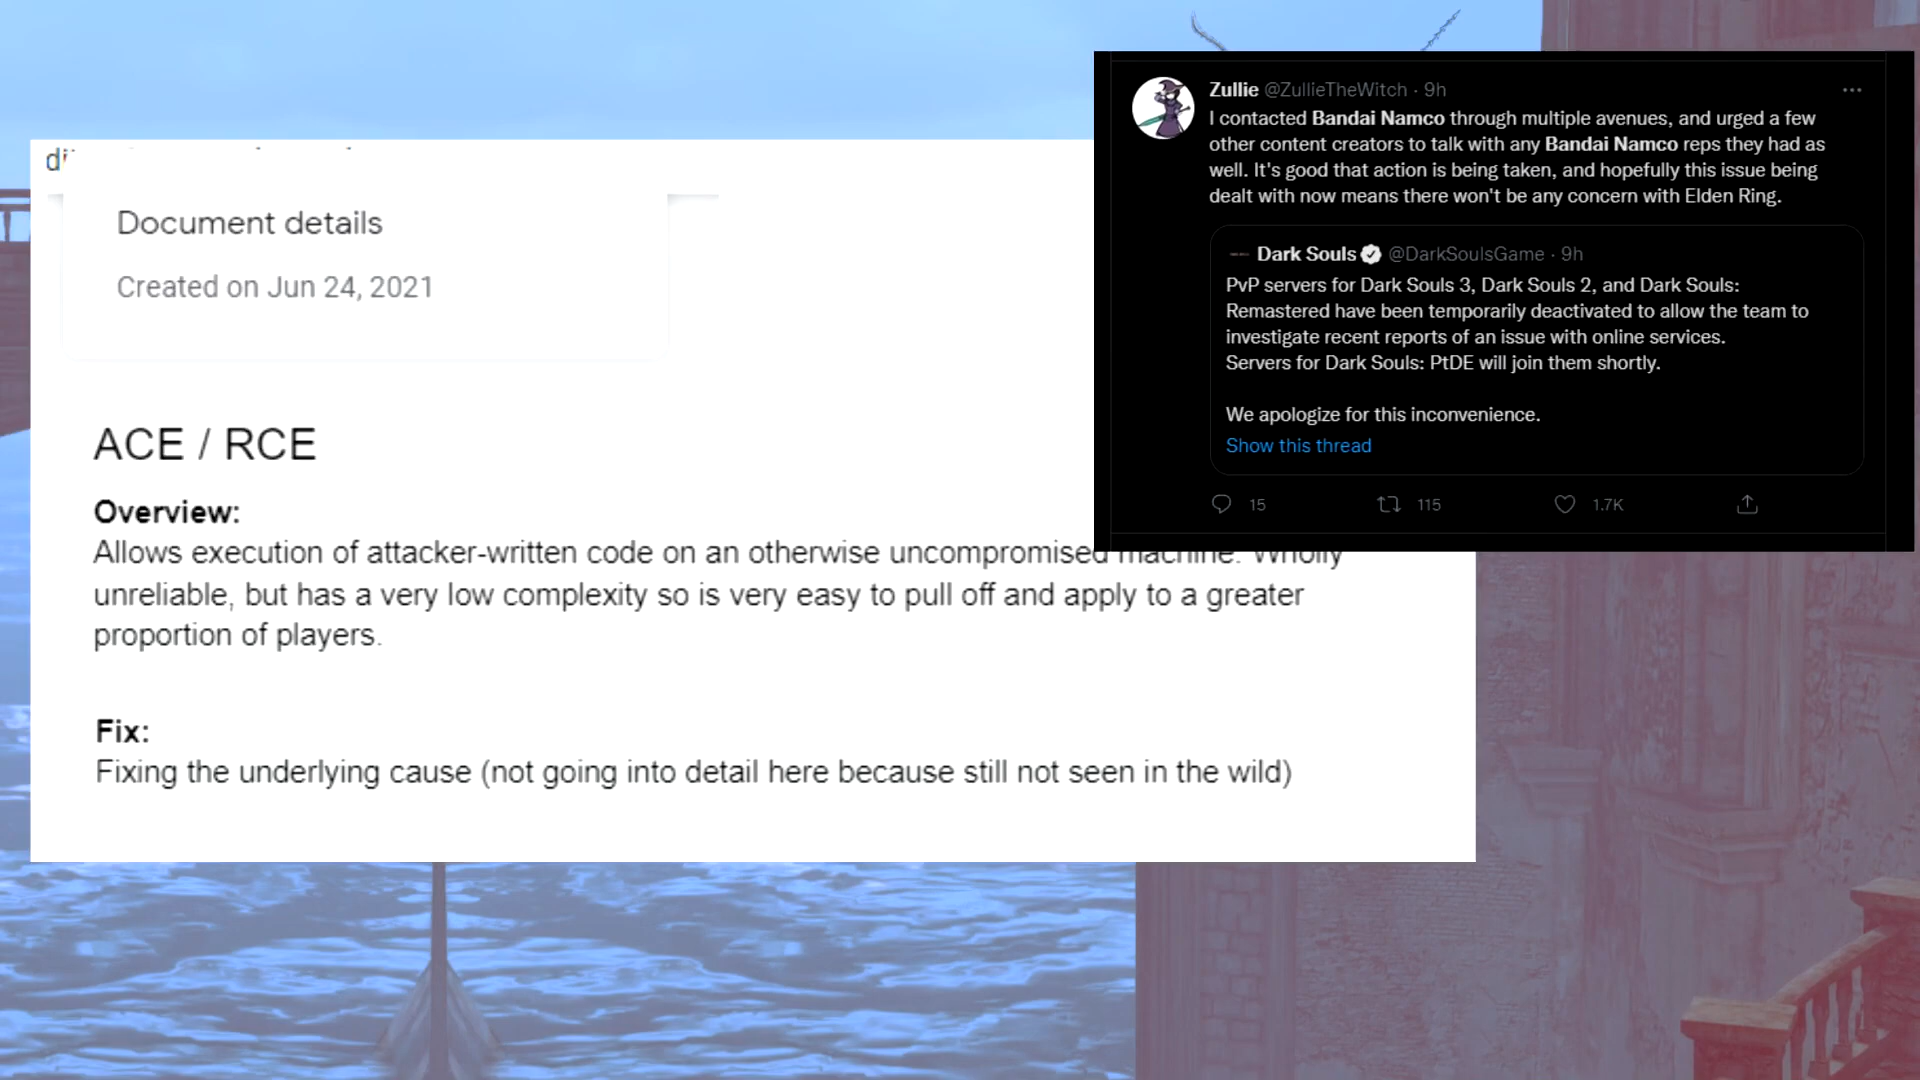 Document details
Created on Jun 24, 2021
ACE / RCE
Overview:
Allows execution of attacker-written code on an otherwise uncompromised machine. Wholly
unreliable, but has a very low complexity so is very easy to pull off and apply to a greater
proportion of players.
Fix:
Fixing the underlying cause (not going into detail here because still not seen in the wild)
Zullie @ZullieTheWitch · 9h
I contacted Bandai Namco through multiple avenues, and urged a few
other content creators to talk with any Bandai Namco reps they had as
well. It's good that action is being taken, and hopefully this issue being
dealt with now means there won't be any concern with Elden Ring.
Dark Souls @DarkSoulsGame · 9h
PvP servers for Dark Souls 3, Dark Souls 2, and Dark Souls:
Remastered have been temporarily deactivated to allow the team to
investigate recent reports of an issue with online services.
Servers for Dark Souls: PtDE will join them shortly.
We apologize for this inconvenience.
Show this thread
15 115 1.7K